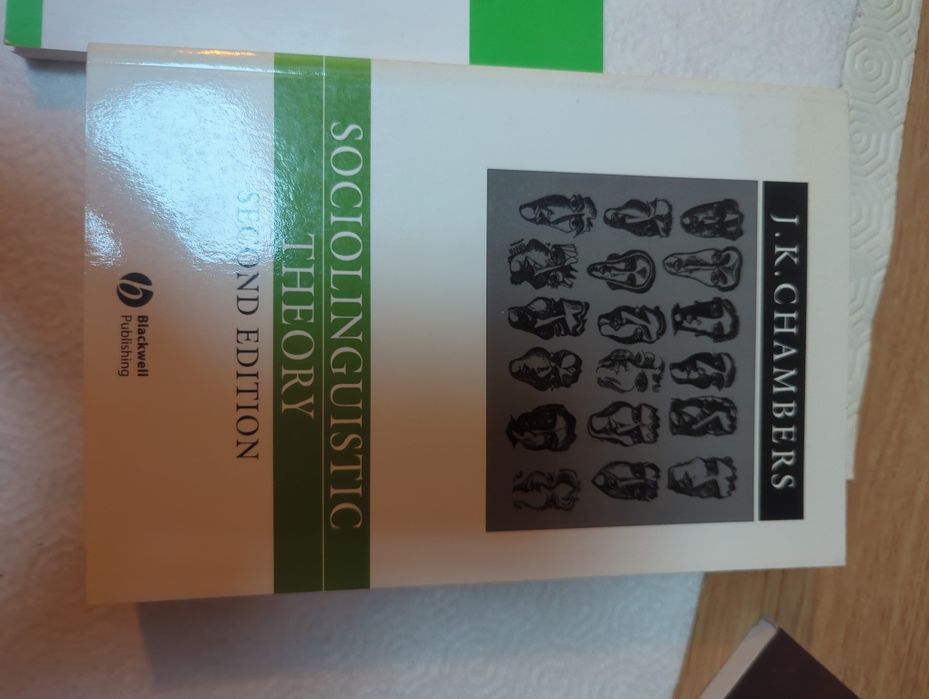 J. K. CHAMBERS
SOCIOLINGUISTIC
THEORY
SECOND EDITION
b
Blackwell
Publishing